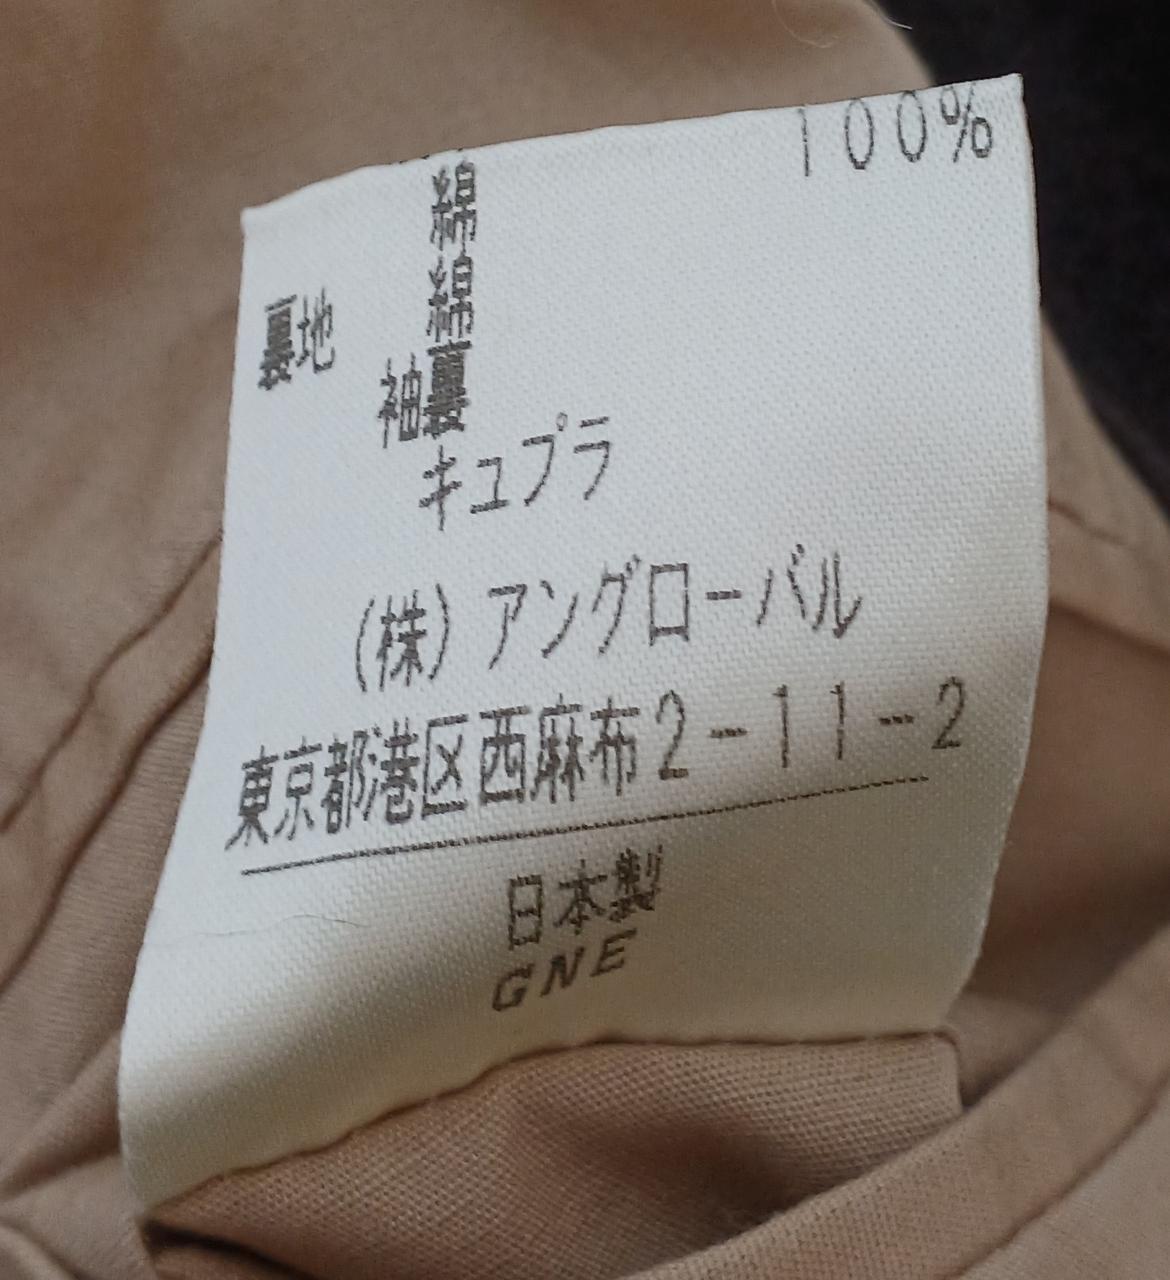 100%
綿
裏地 綿
袖裏
キュプラ
(株)アングローバル
東京都港区西麻布2-11-2
日本製
GNE